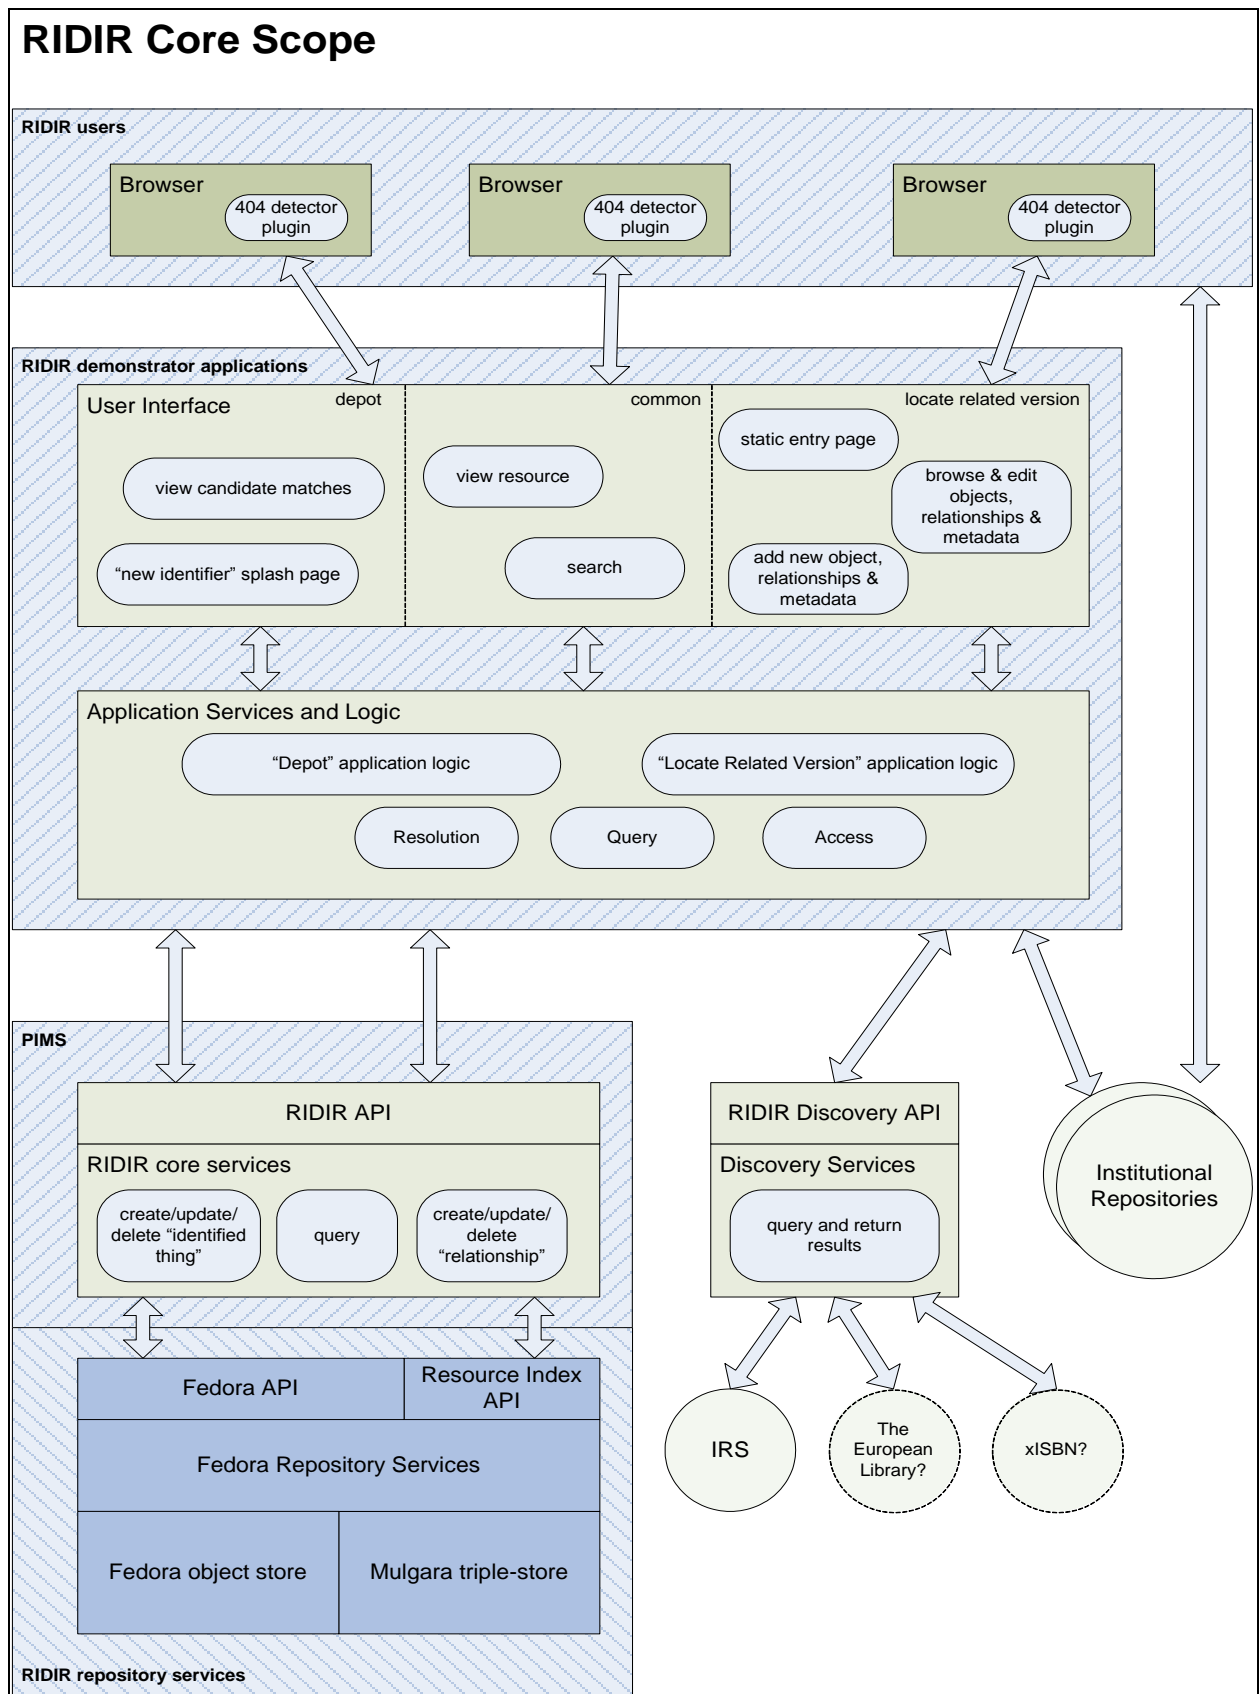 RIDIR Core Scope
RIDIR users
Browser
404 detector
plugin
Browser
404 detector
plugin
Browser
404 detector
plugin
RIDIR demonstrator applications
User Interface
depot
common
locate related version
view candidate matches
“new identifier” splash page
view resource
search
static entry page
browse & edit
objects,
relationships &
metadata
add new object,
relationships &
metadata
Application Services and Logic
“Depot” application logic
“Locate Related Version” application logic
Resolution
Query
Access
PIMS
RIDIR API
RIDIR core services
create/update/
delete “identified
thing”
query
create/update/
delete
“relationship”
RIDIR Discovery API
Discovery Services
query and return
results
Institutional
Repositories
Fedora API
Resource Index
API
Fedora Repository Services
Fedora object store
Mulgara triple-store
RIDIR repository services
IRS
The
European
Library?
xISBN?